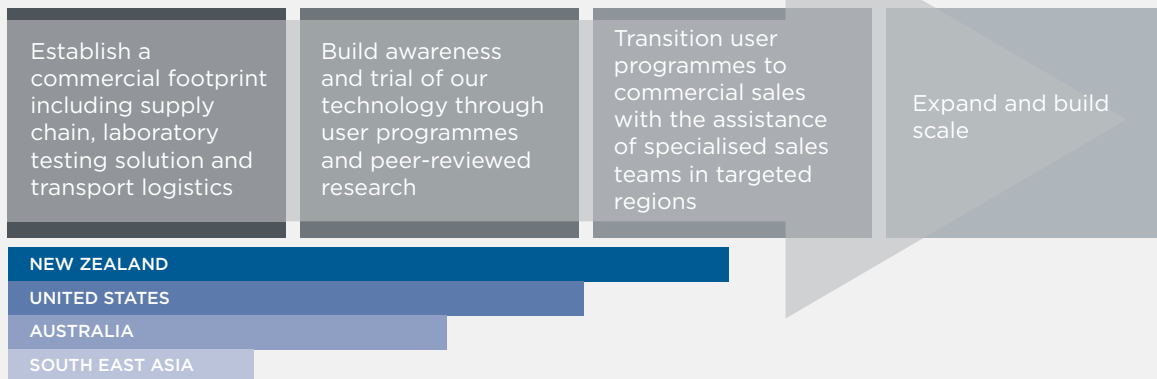 Establish a
commercial footprint
including supply
chain, laboratory
testing solution and
transport logistics
Build awareness
and trial of our
technology through
user programmes
and peer-reviewed
research
Transition user
programmes to
commercial sales
with the assistance
of specialised sales
teams in targeted
regions
Expand and build
scale
NEW ZEALAND
UNITED STATES
AUSTRALIA
SOUTH EAST ASIA